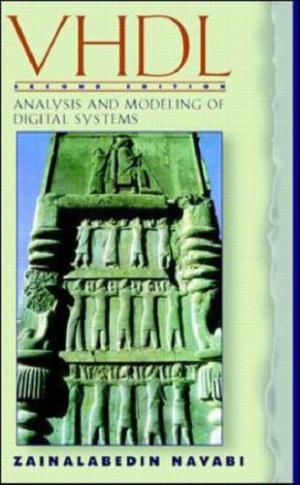 VHDL
SECOND EDITION
ANALYSIS AND MODELING OF
DIGITAL SYSTEMS
ZAINALABEDIN NAVABI